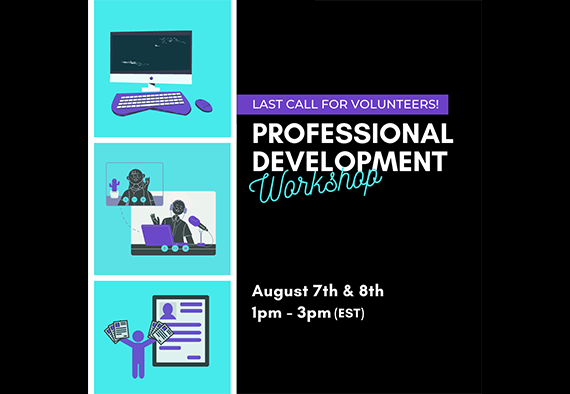 LAST CALL FOR VOLUNTEERS!
PROFESSIONAL
DEVELOPMENT
Workshop
August 7th & 8th
1pm - 3pm (EST)